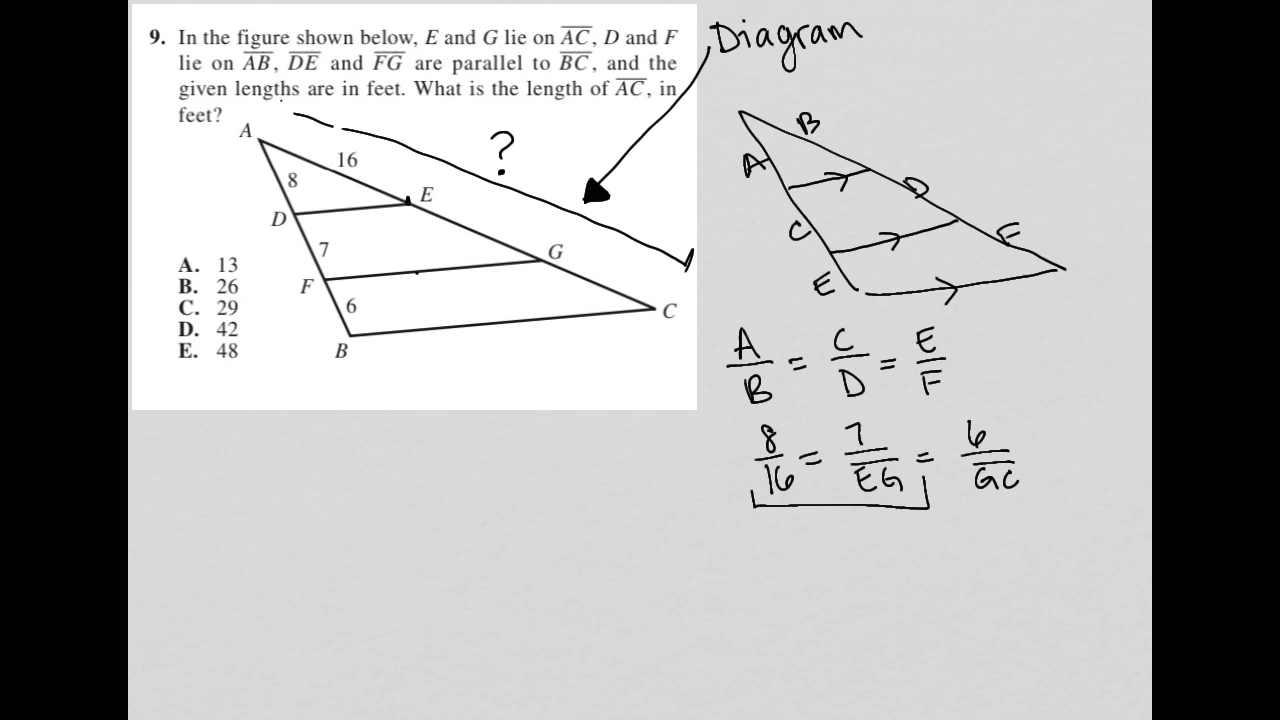 9. In the figure shown below, E and G lie on AC, D and F
lie on AB, DE and FG are parallel to BC, and the
given lengths are in feet. What is the length of AC, in
feet?
A
16
8
E
D
7
G
F
6
C
B
?
A. 13
B. 26
C. 29
D. 42
E. 48
Diagram
B
A
D
C
F
E
A/B = C/D = E/F
8/16 = 7/EG = 6/GC